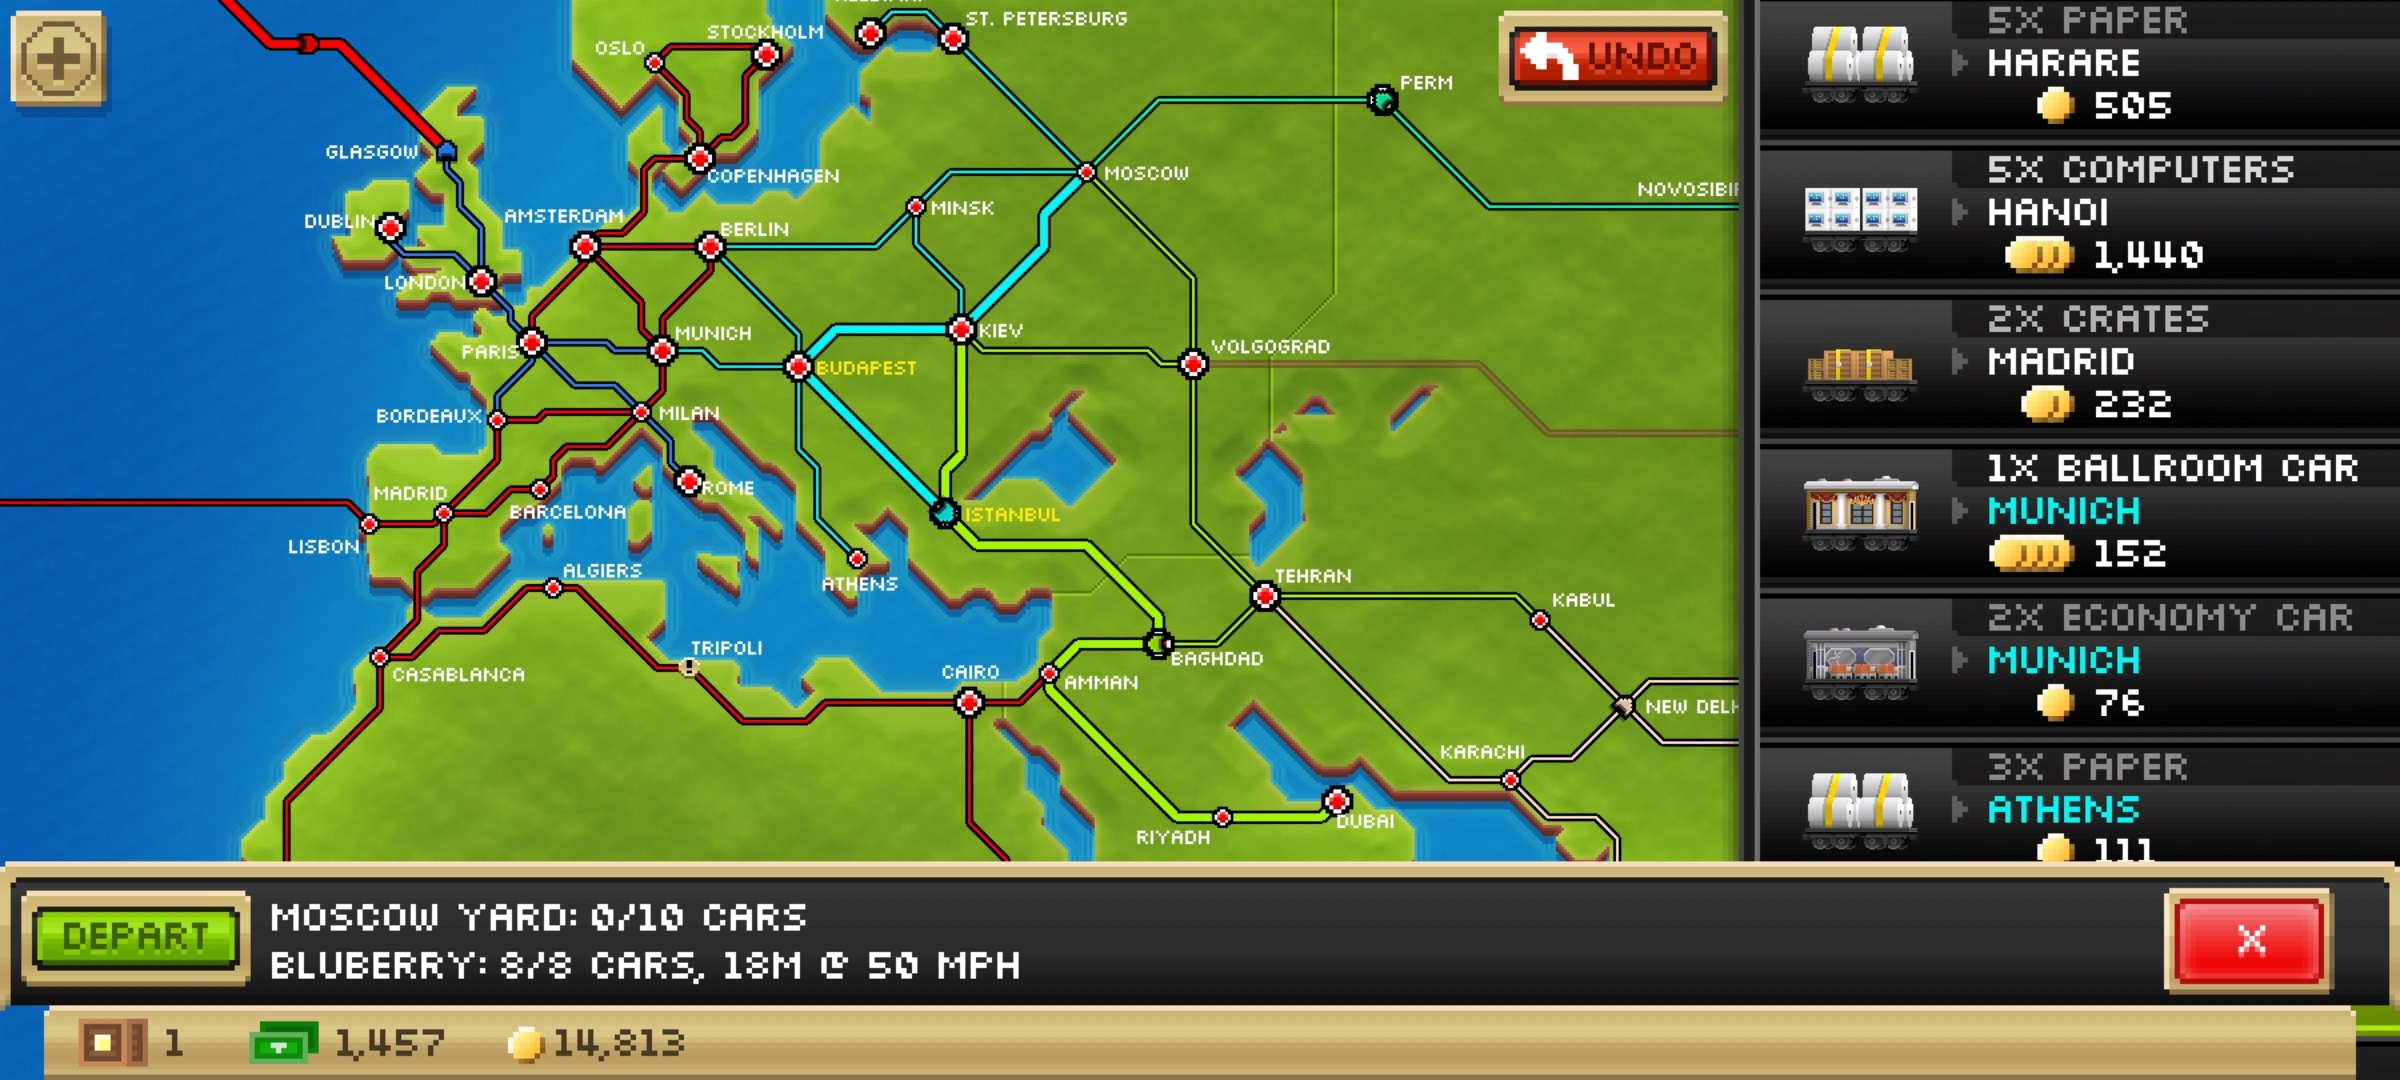 ST. PETERSBURG
STOCKHOLM
OSLO
UNDO
PERM
GLASGOW
COPENHAGEN
MOSCOW
NOVOSIBI
MINSK
DUBLIN
AMSTERDAM
BERLIN
LONDON
PARIS
MUNICH
KIEV
VOLGOGRAD
BUDAPEST
BORDEAUX
MILAN
MADRID
ROME
BARCELONA
ISTANBUL
LISBON
ALGIERS
ATHENS
TEHRAN
KABUL
CASABLANCA
TRIPOLI
CAIRO
AMMAN
BAGHDAD
NEW DELH
KARACHI
RIYADH
DUBAI
5X PAPER
HARARE
505
5X COMPUTERS
HANOI
1,440
2X CRATES
MADRID
232
1X BALLROOM CAR
MUNICH
152
2X ECONOMY CAR
MUNICH
76
3X PAPER
ATHENS
111
DEPART
MOSCOW YARD: 0/10 CARS
BLUBERRY: 8/8 CARS, 18M @ 50 MPH
X
1
1,457
14,813